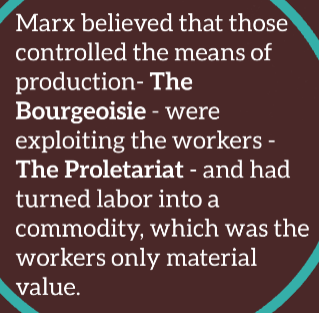 Marx believed that those
controlled the means of
production- The
Bourgeoisie - were
exploiting the workers -
The Proletariat - and had
turned labor into a
commodity, which was the
workers only material
value.